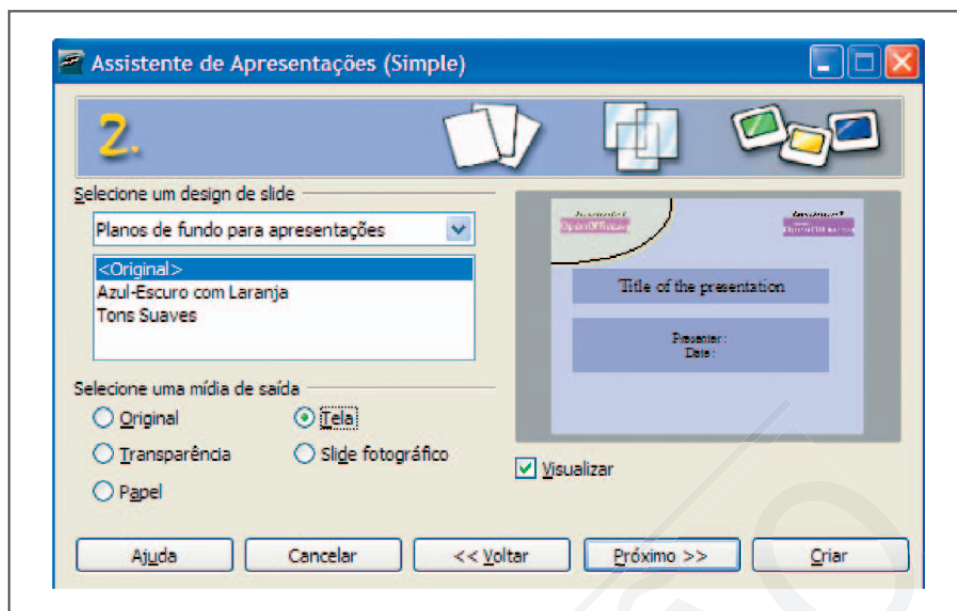 Assistente de Apresentações (Simple)
2.
Selecione um design de slide
Planos de fundo para apresentações
<Original>
Azul-Escuro com Laranja
Tons Suaves
Selecione uma mídia de saída
Original
Tela
Transparência
Slide fotográfico
Papel
Title of the presentation
Presenter:
Date:
Visualizar
Ajuda
Cancelar
<< Voltar
Próximo >>
Criar